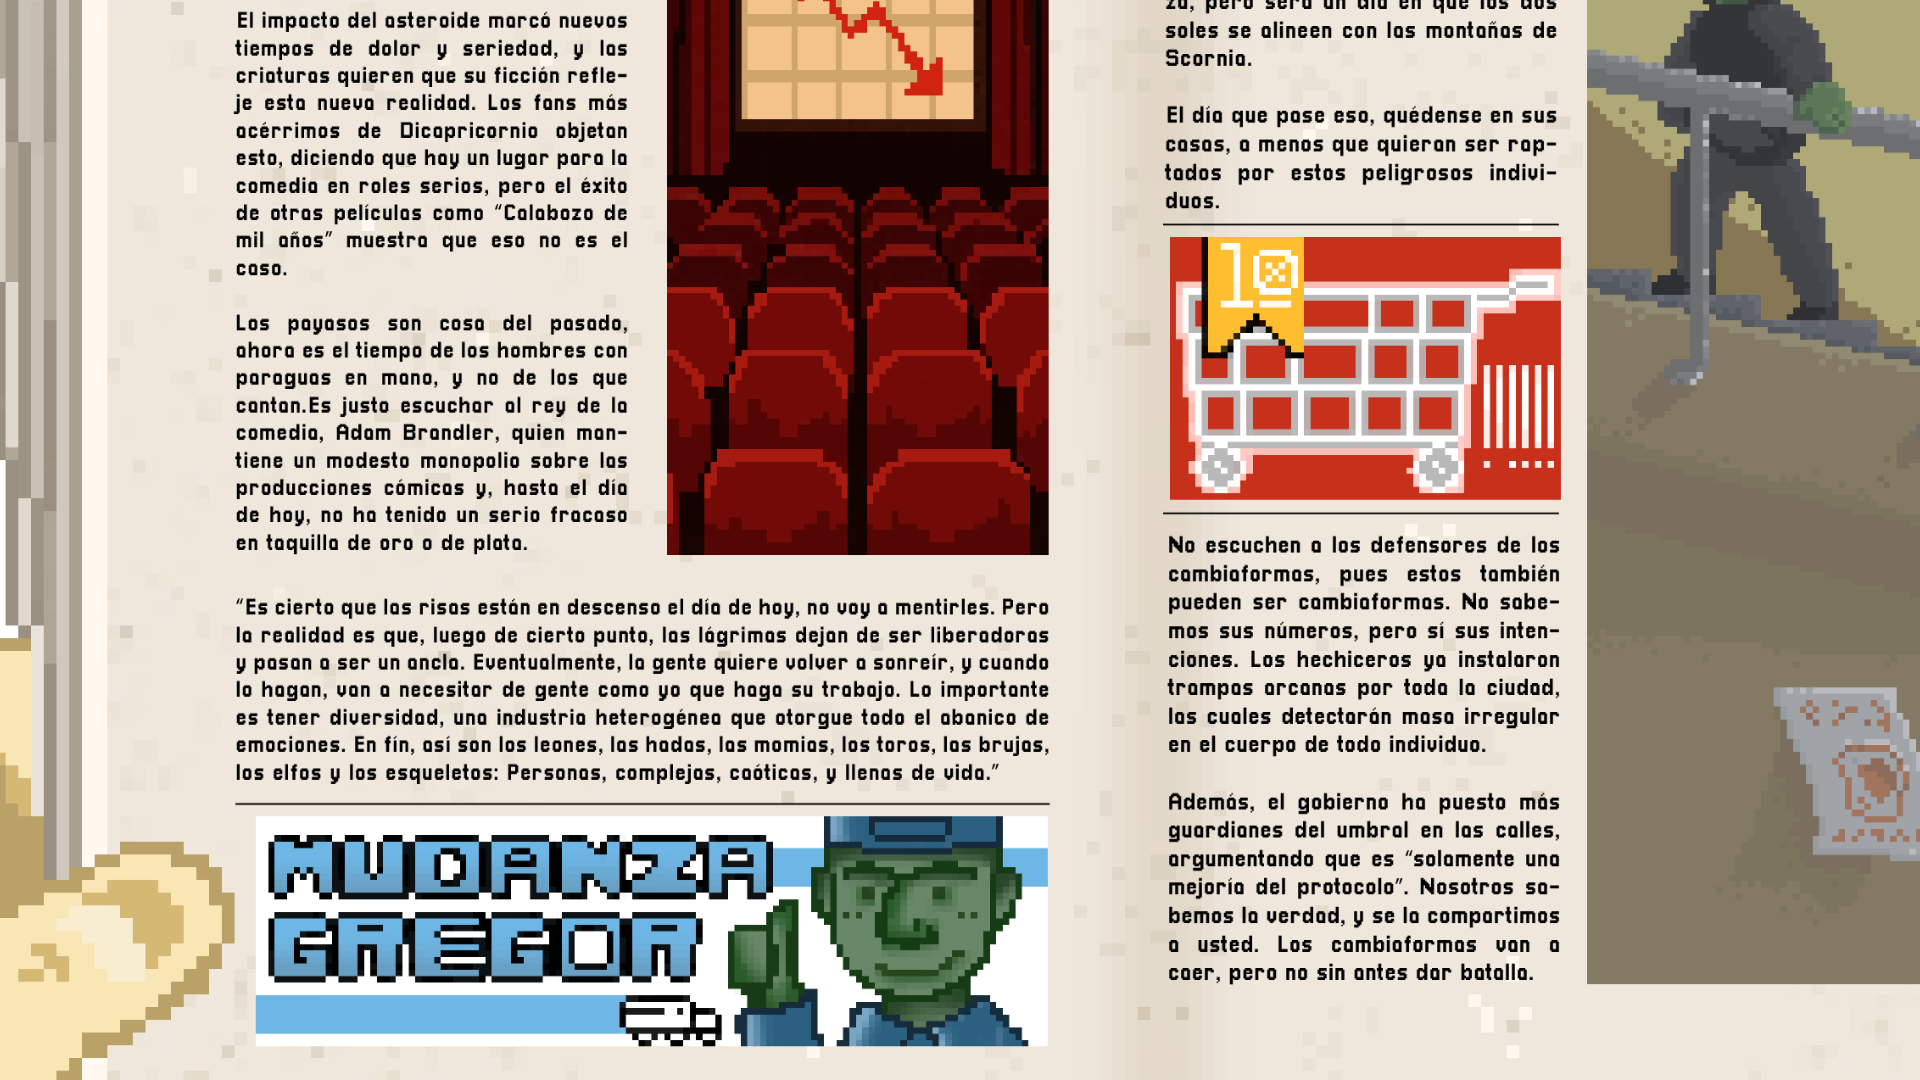 El impacto del asteroide marcó nuevos
tiempos de dolor y seriedad, y las
criaturas quieren que su ficción refle-
je esta nueva realidad. Los fans más
acérrimos de Dicapricornio objetan
esto, diciendo que hay un lugar para la
comedia en roles serios, pero el éxito
de otras películas como “Calabozo de
mil años” muestra que eso no es el
caso.
Los payasos son cosa del pasado,
ahora es el tiempo de los hombres con
paraguas en mano, y no de los que
cantan.Es justo escuchar al rey de la
comedia, Adam Brandler, quien man-
tiene un modesto monopolio sobre las
producciones cómicas y, hasta el día
de hoy, no ha tenido un serio fracaso
en taquilla de oro o de plata.
“Es cierto que las risas están en descenso el día de hoy, no voy a mentirles. Pero
la realidad es que, luego de cierto punto, las lágrimas dejan de ser liberadoras
y pasan a ser un ancla. Eventualmente, la gente quiere volver a sonreír, y cuando
lo hagan, van a necesitar de gente como yo que haga su trabajo. Lo importante
es tener diversidad, una industria heterogénea que otorgue todo el abanico de
emociones. En fín, así son los leones, las hadas, las momias, los toros, las brujas,
los elfos y los esqueletos: Personas, complejas, caóticas, y llenas de vida.”
MUDANZA
GREGOR
za, pero será un día en que los dos
soles se alineen con las montañas de
Scornia.
El día que pase eso, quédense en sus
casas, a menos que quieran ser rap-
tados por estos peligrosos indivi-
duos.
No escuchen a los defensores de los
cambiaformas, pues estos también
pueden ser cambiaformas. No sabe-
mos sus números, pero sí sus inten-
ciones. Los hechiceros ya instalaron
trampas arcanas por toda la ciudad,
las cuales detectarán masa irregular
en el cuerpo de todo individuo.
Además, el gobierno ha puesto más
guardianes del umbral en las calles,
argumentando que es “solamente una
mejoría del protocolo”. Nosotros sa-
bemos la verdad, y se la compartimos
a usted. Los cambiaformas van a
caer, pero no sin antes dar batalla.